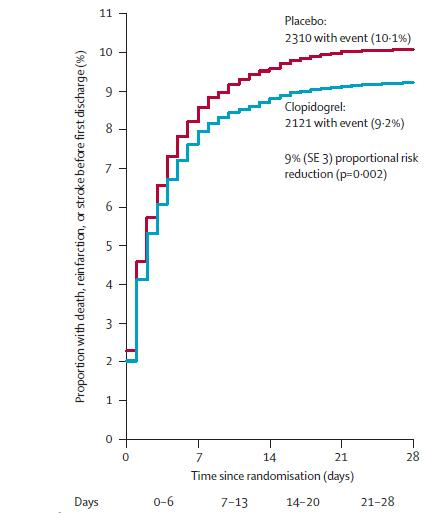 Proportion with death, reinfarction, or stroke before first discharge (%)
11
10
9
8
7
6
5
4
3
2
1
0
Placebo:
2310 with event (10·1%)
Clopidogrel:
2121 with event (9·2%)
9% (SE 3) proportional risk
reduction (p=0·002)
0 7 14 21 28
Time since randomisation (days)
Days 0–6 7–13 14–20 21–28